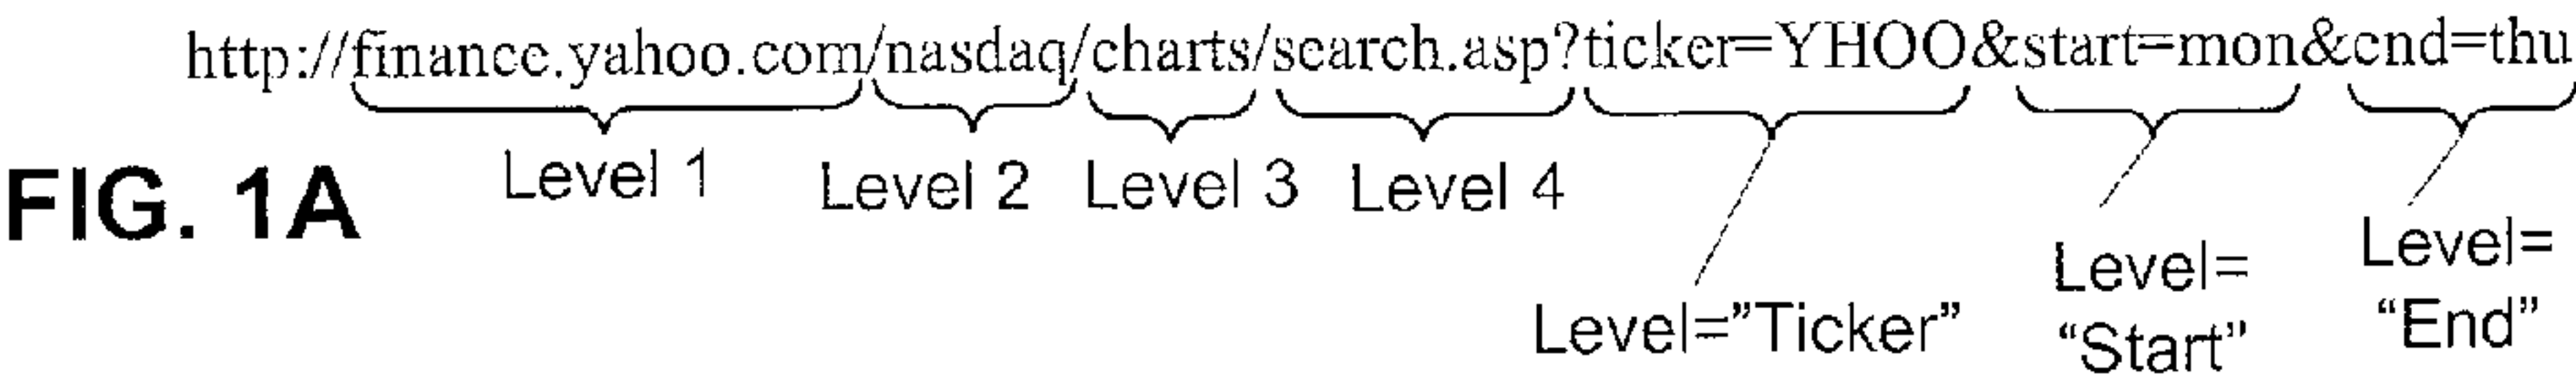 http://finance.yahoo.com/nasdaq/charts/search.asp?ticker=YHOO&start=mon&end=thu
Level 1
Level 2
Level 3
Level 4
FIG. 1A
Level=”Ticker”
Level=
“Start”
Level=
“End”